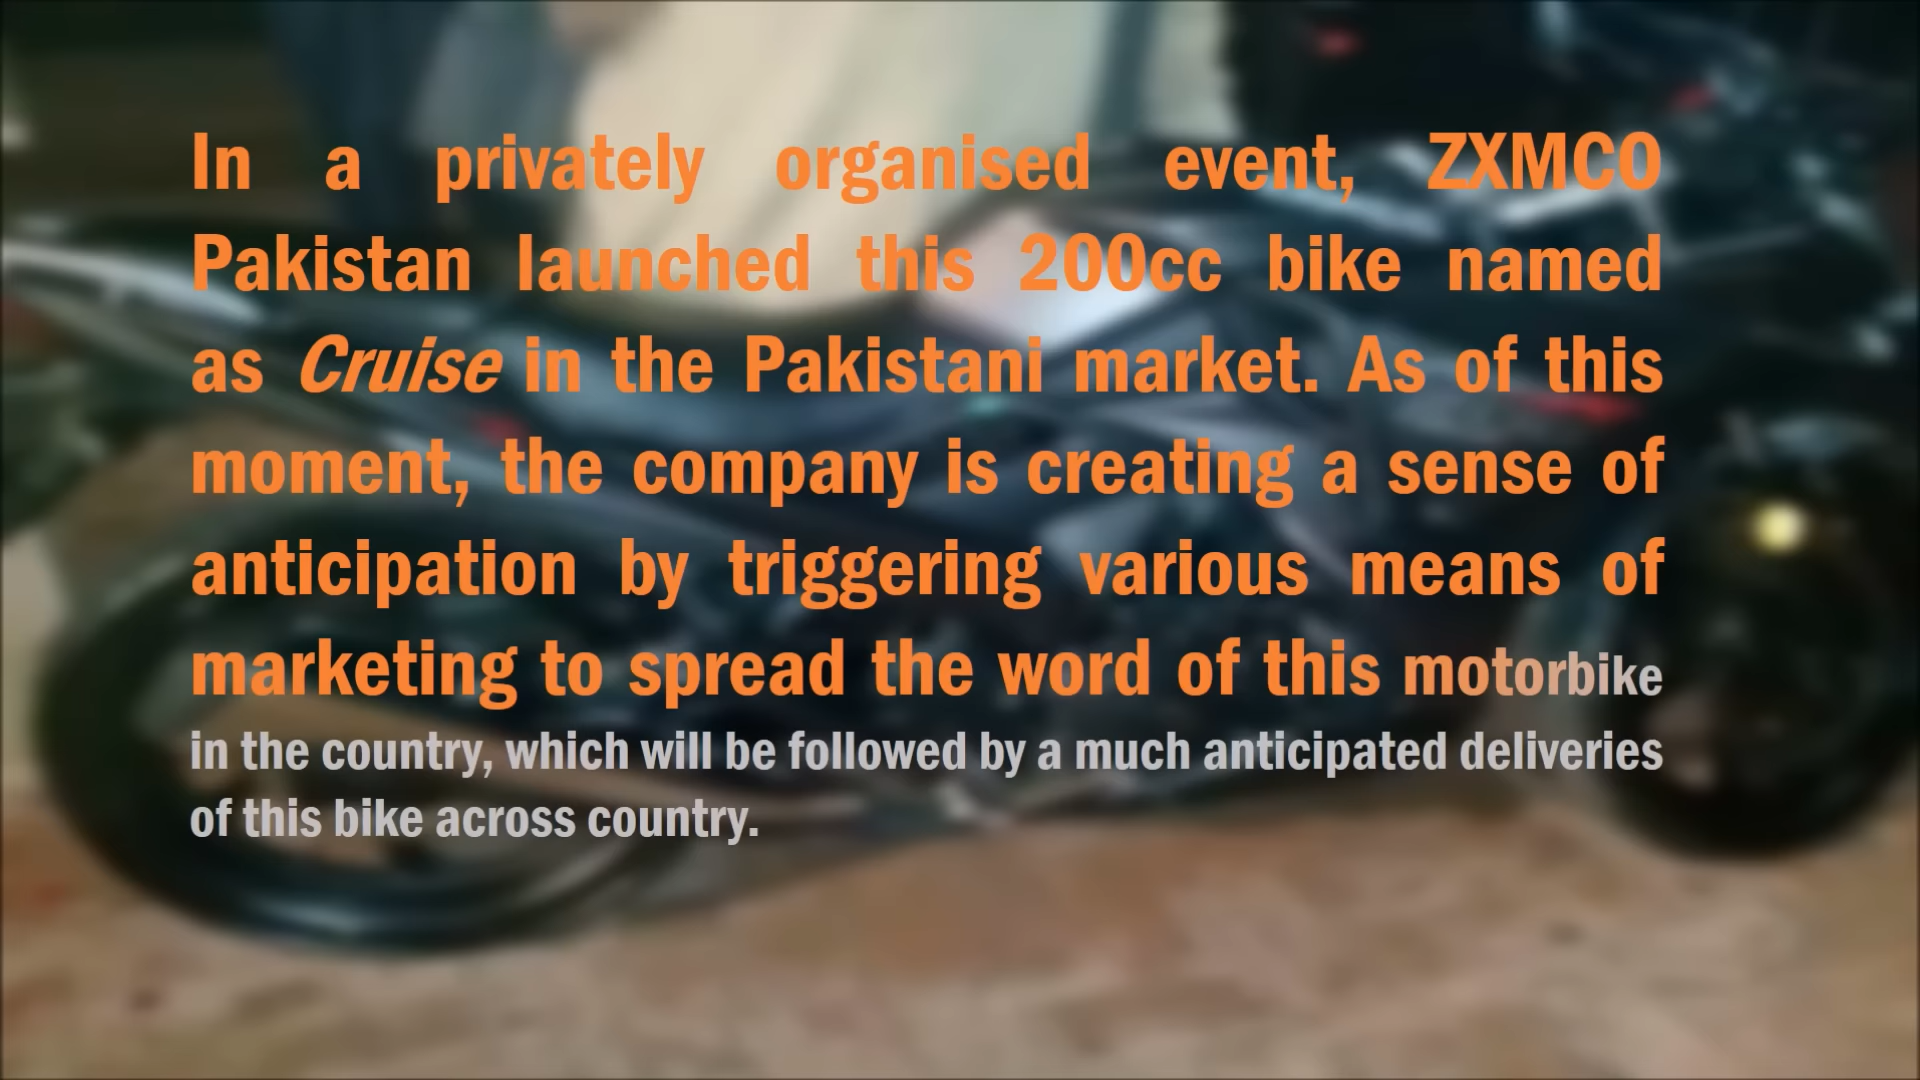 In a privately organised event, ZXMCO
Pakistan launched this 200cc bike named
as Cruise in the Pakistani market. As of this
moment, the company is creating a sense of
anticipation by triggering various means of
marketing to spread the word of this motorbike
in the country, which will be followed by a much anticipated deliveries
of this bike across country.